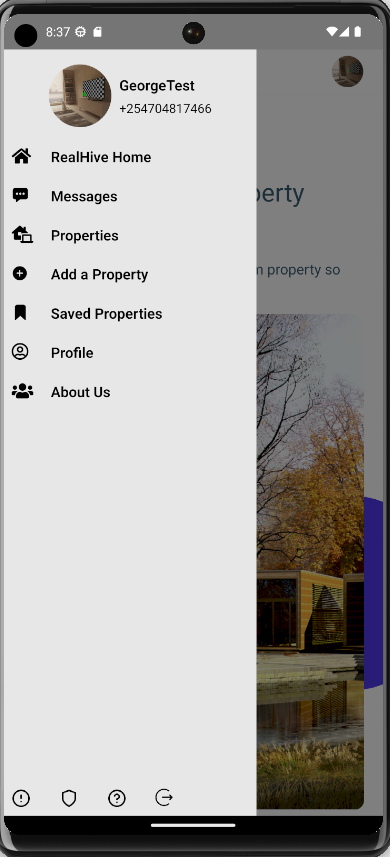 8:37
GeorgeTest
+254704817466
RealHive Home
Messages
Properties
Add a Property
Saved Properties
Profile
About Us
perty
m property so